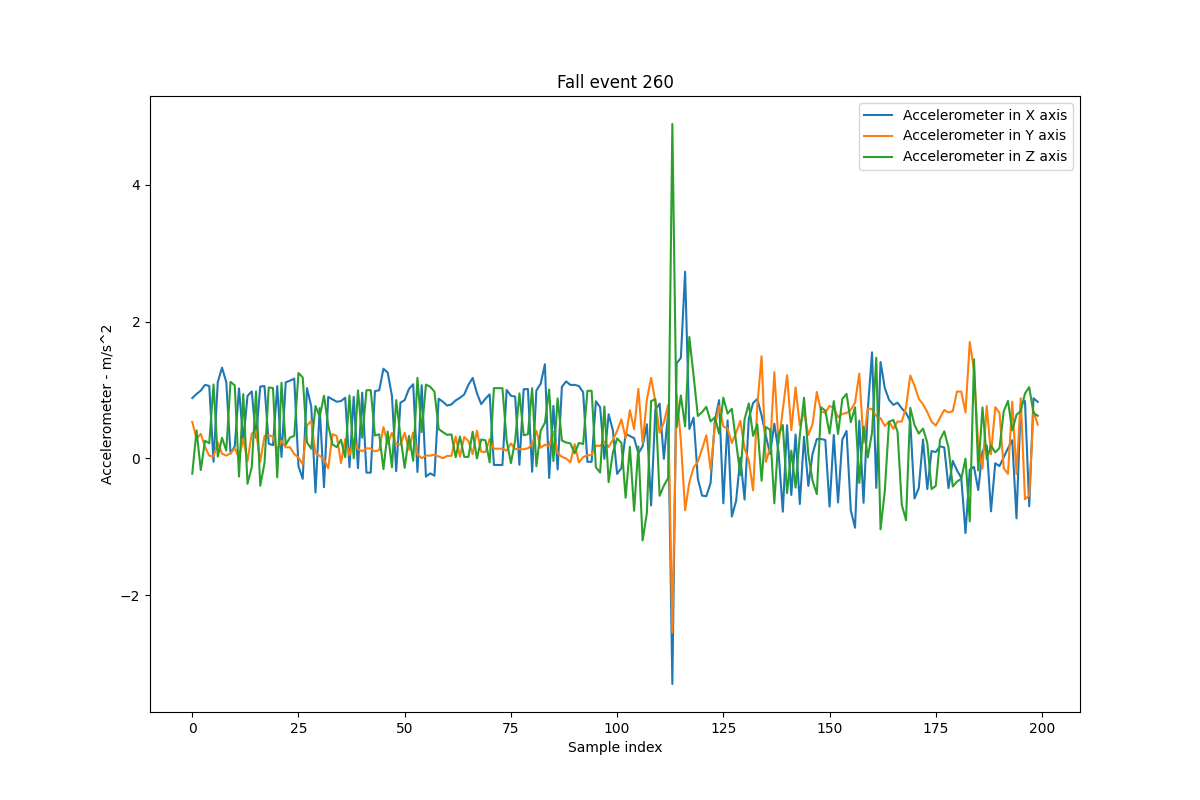 Fall event 260
Accelerometer in X axis
Accelerometer in Y axis
Accelerometer in Z axis
Accelerometer - m/s^2
4
2
0
−2
0 25 50 75 100 125 150 175 200
Sample index